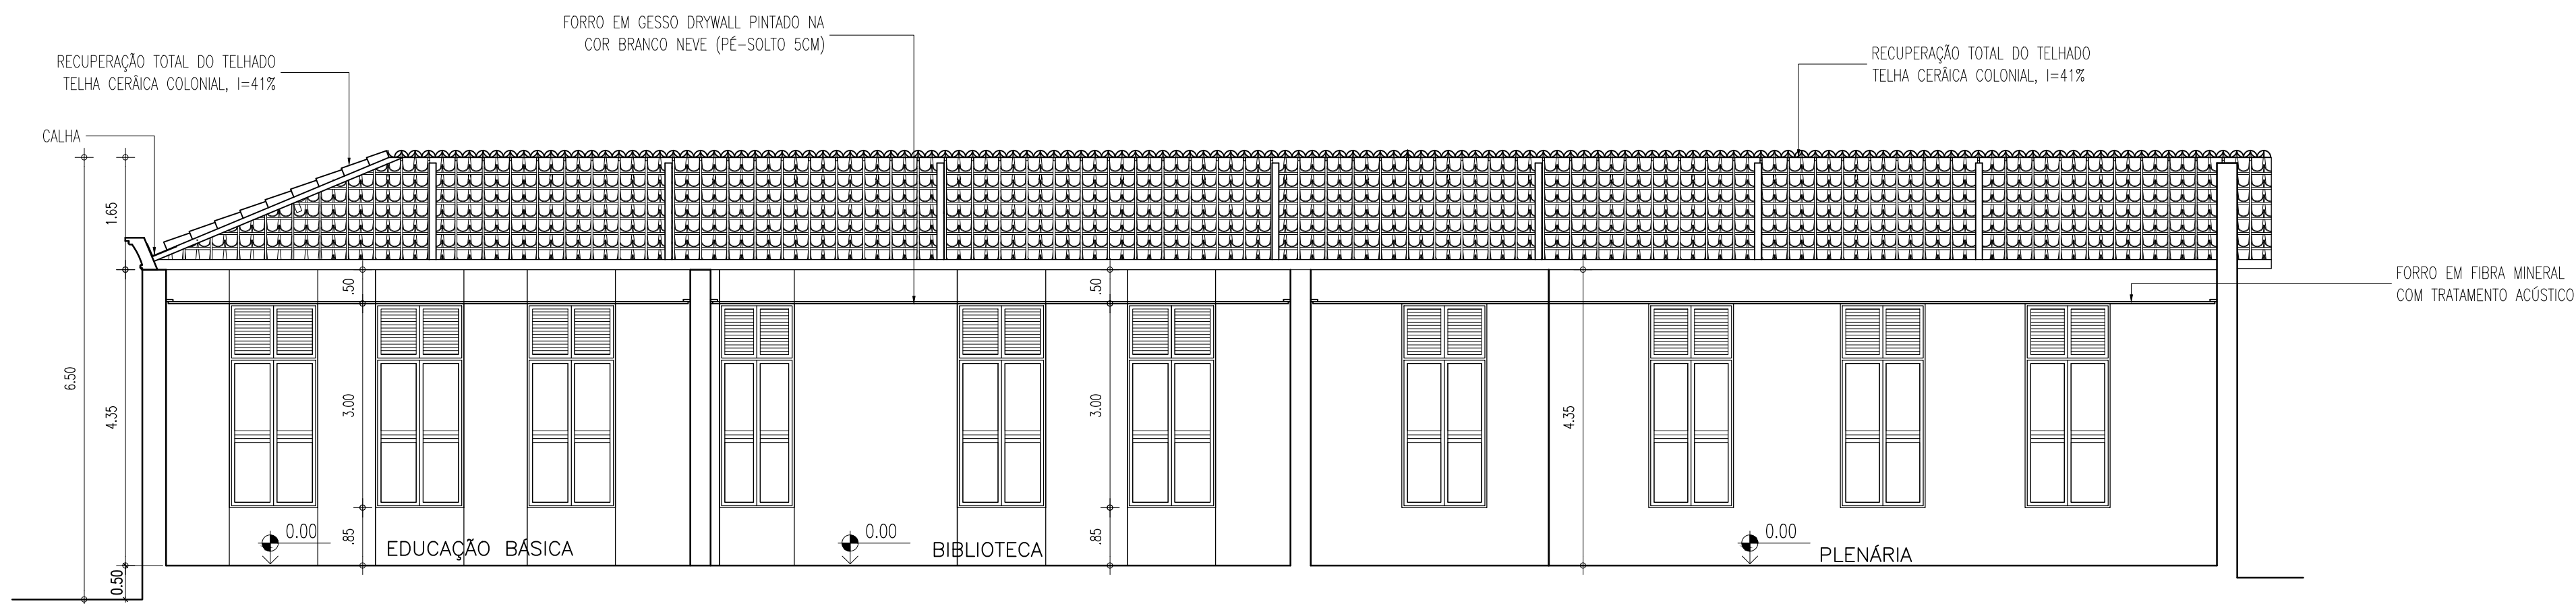 FORRO EM GESSO DRYWALL PINTADO NA
COR BRANCO NEVE (PÉ-SOLTO 5CM)
RECUPERAÇÃO TOTAL DO TELHADO
TELHA CERÂICA COLONIAL, I=41%
RECUPERAÇÃO TOTAL DO TELHADO
TELHA CERÂICA COLONIAL, I=41%
CALHA
1.65
6.50
4.35
0.50
.50
3.00
.85
.50
3.00
.85
4.35
FORRO EM FIBRA MINERAL
COM TRATAMENTO ACÚSTICO
0.00
EDUCAÇÃO BÁSICA
0.00
BIBLIOTECA
0.00
PLENÁRIA